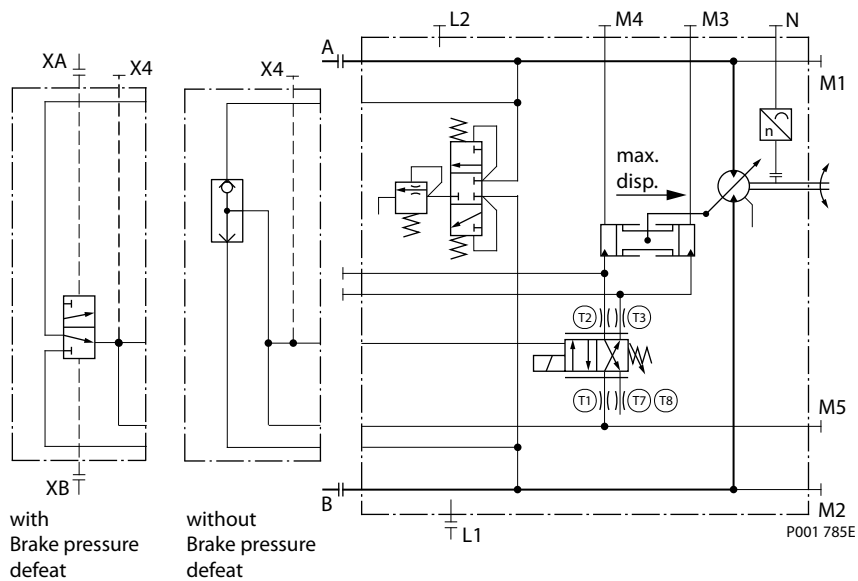 L2
M4
M3
N
A
XA
X4
X4
M1
n
max.
disp.
T2
T3
T1
T7
T8
M5
XB
B
M2
L1
P001 785E
with
Brake pressure
defeat
without
Brake pressure
defeat